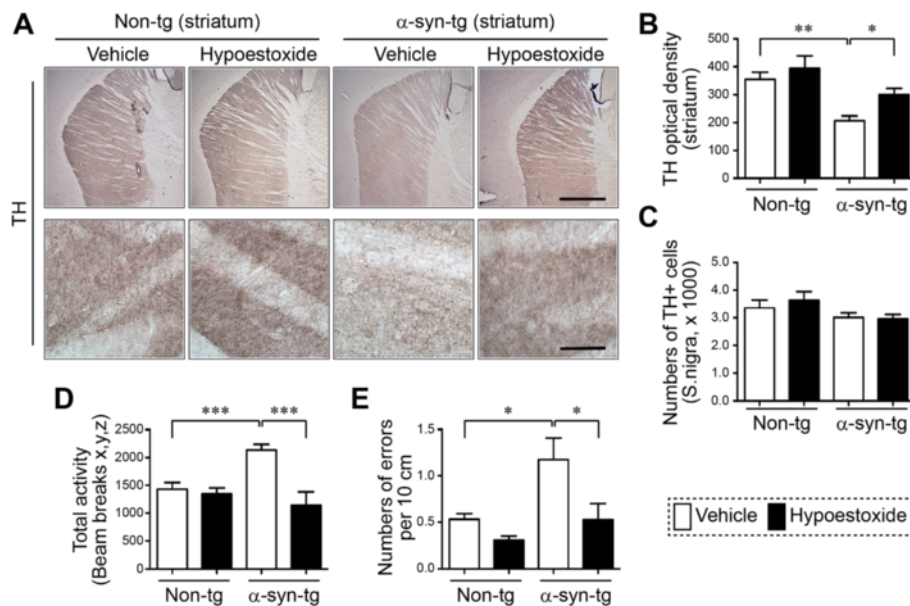 A
Non-tg (striatum)
α-syn-tg (striatum)
Vehicle
Hypoestoxide
Vehicle
Hypoestoxide
TH
B
TH optical density
(striatum)
500
400
300
200
100
0
**
*
Non-tg
α-syn-tg
C
Numbers of TH+ cells
(S.nigra, x 1000)
5.0
4.0
3.0
2.0
1.0
0.0
Non-tg
α-syn-tg
D
Total activity
(Beam breaks x,y,z)
2500
2000
1500
1000
500
0
***
***
Non-tg
α-syn-tg
E
Numbers of errors
per 10 cm
1.5
1.0
0.5
0.0
*
*
Non-tg
α-syn-tg
Vehicle
Hypoestoxide